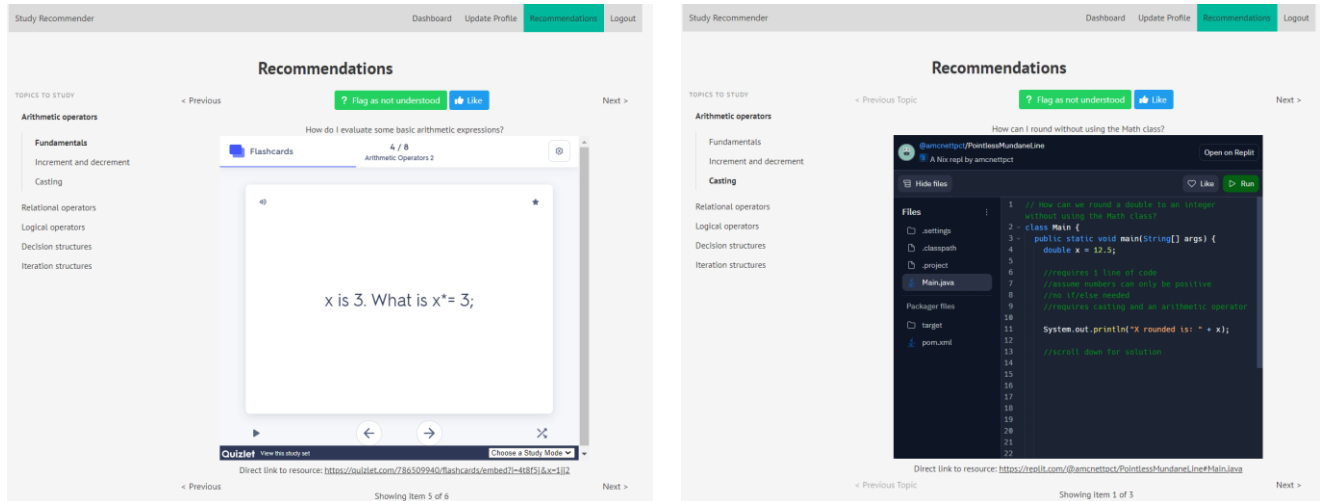 Study Recommender
Dashboard Update Profile Recommendations Logout
Recommendations
TOPICS TO STUDY
Arithmetic operators
Fundamentals
Increment and decrement
Casting
Relational operators
Logical operators
Decision structures
Iteration structures
< Previous
? Flag as not understood
Like
Next >
How do I evaluate some basic arithmetic expressions?
Flashcards
4 / 8
Arithmetic Operators 2
x is 3. What is x*= 3;
Quizlet View this study set
Choose a Study Mode
Direct link to resource: https://quizlet.com/786509940/flashcards/embed?i=4t8f5j&x=1jj2
< Previous
Next >
Showing item 5 of 6
Study Recommender
Dashboard Update Profile Recommendations Logout
Recommendations
TOPICS TO STUDY
Arithmetic operators
Fundamentals
Increment and decrement
Casting
Relational operators
Logical operators
Decision structures
Iteration structures
< Previous Topic
? Flag as not understood
Like
Next >
How can I round without using the Math class?
@amcnettpct/PointlessMundaneLine
A Nix repl by amcnettpct
Open on Replit
Hide files
Like
Run
Files
.settings
.classpath
.project
Main.java
Packager files
target
pom.xml
1 // How can we round a double to an integer
without using the Math class?
2 class Main {
3 public static void main(String[] args) {
4 double x = 12.5;
5
6 //requires 1 line of code
7 //assume numbers can only be positive
8 //no if/else needed
9 //requires casting and an arithmetic operator
10
11 System.out.println("X rounded is: " + x);
12
13 //scroll down for solution
14
15
16
17
18
19
20
21
22
Direct link to resource: https://replit.com/@amcnettpct/PointlessMundaneLine#Main.java
< Previous Topic
Next >
Showing item 1 of 3